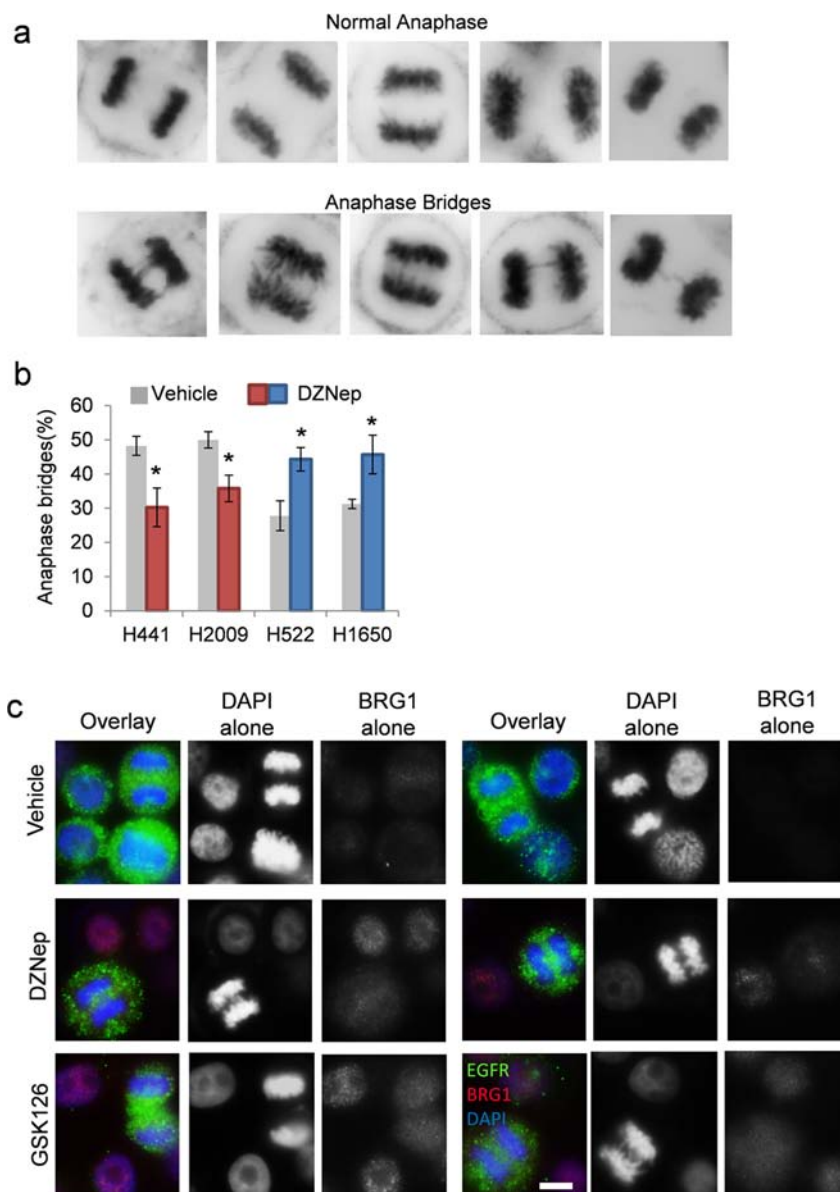 a
Normal Anaphase
Anaphase Bridges
b
Vehicle DZNep
Anaphase bridges(%)
60
50
40
30
20
10
0
* * * *
H441 H2009 H522 H1650
c
Overlay DAPI alone BRG1 alone Overlay DAPI alone BRG1 alone
Vehicle
DZNep
GSK126
EGFR
BRG1
DAPI